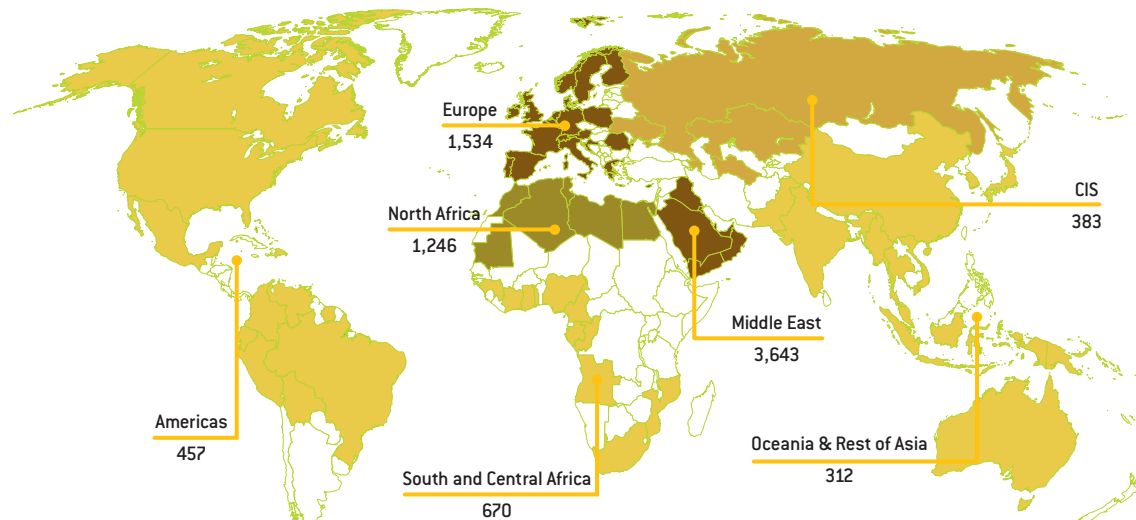 Europe
1,534
CIS
383
North Africa
1,246
Middle East
3,643
Americas
457
Oceania & Rest of Asia
312
South and Central Africa
670